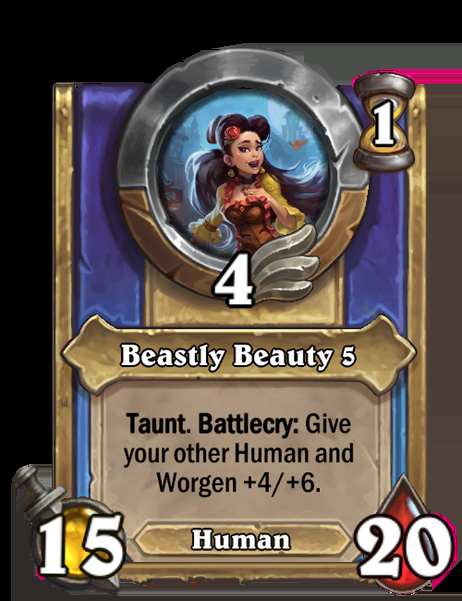 1
4
Beastly Beauty 5
Taunt. Battlecry: Give
your other Human and
Worgen +4/+6.
15
Human
20